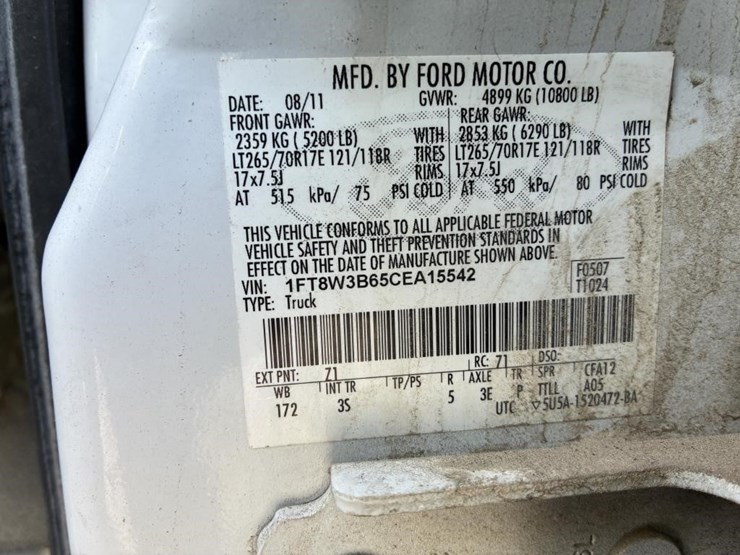 MFD. BY FORD MOTOR CO.
DATE: 08/11 GVWR: 4899 KG (10800 LB)
FRONT GAWR: REAR GAWR:
2359 KG ( 5200 LB) WITH 2853 KG ( 6290 LB) WITH
LT265/70R17E 121/118R TIRES LT265/70R17E 121/118R TIRES
17x7.5J RIMS 17x7.5J RIMS
AT 515 kPa/ 75 PSI COLD AT 550 kPa/ 80 PSI COLD
THIS VEHICLE CONFORMS TO ALL APPLICABLE FEDERAL MOTOR
VEHICLE SAFETY AND THEFT PREVENTION STANDARDS IN
EFFECT ON THE DATE OF MANUFACTURE SHOWN ABOVE.
VIN: 1FT8W3B65CEA15542 F0507
TYPE: Truck T1024
EXT PNT: Z1 RC: 71 DSO:
WB INT TR TP/PS R AXLE TR SPR CFA12
172 3S 5 3E P TTLL A05
UTC ▽5U5A-1520472-BA